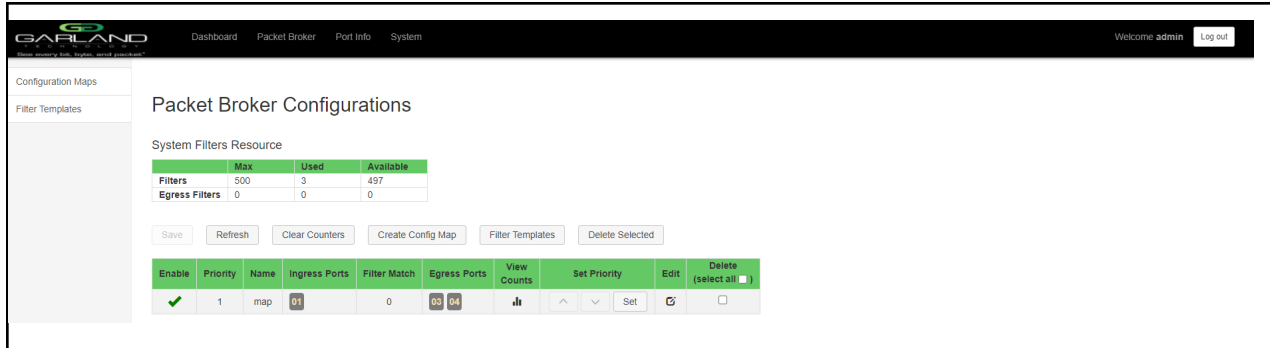 GARLAND
TECHNOLOGY
See every bit, byte, and packet®
Dashboard Packet Broker Port Info System
Welcome admin Log out
Configuration Maps
Filter Templates
Packet Broker Configurations
System Filters Resource
Max Used Available
Filters 500 3 497
Egress Filters 0 0 0
Save Refresh Clear Counters Create Config Map Filter Templates Delete Selected
Enable Priority Name Ingress Ports Filter Match Egress Ports View Counts Set Priority Edit Delete (select all )
1 map 01 0 03 04 Set